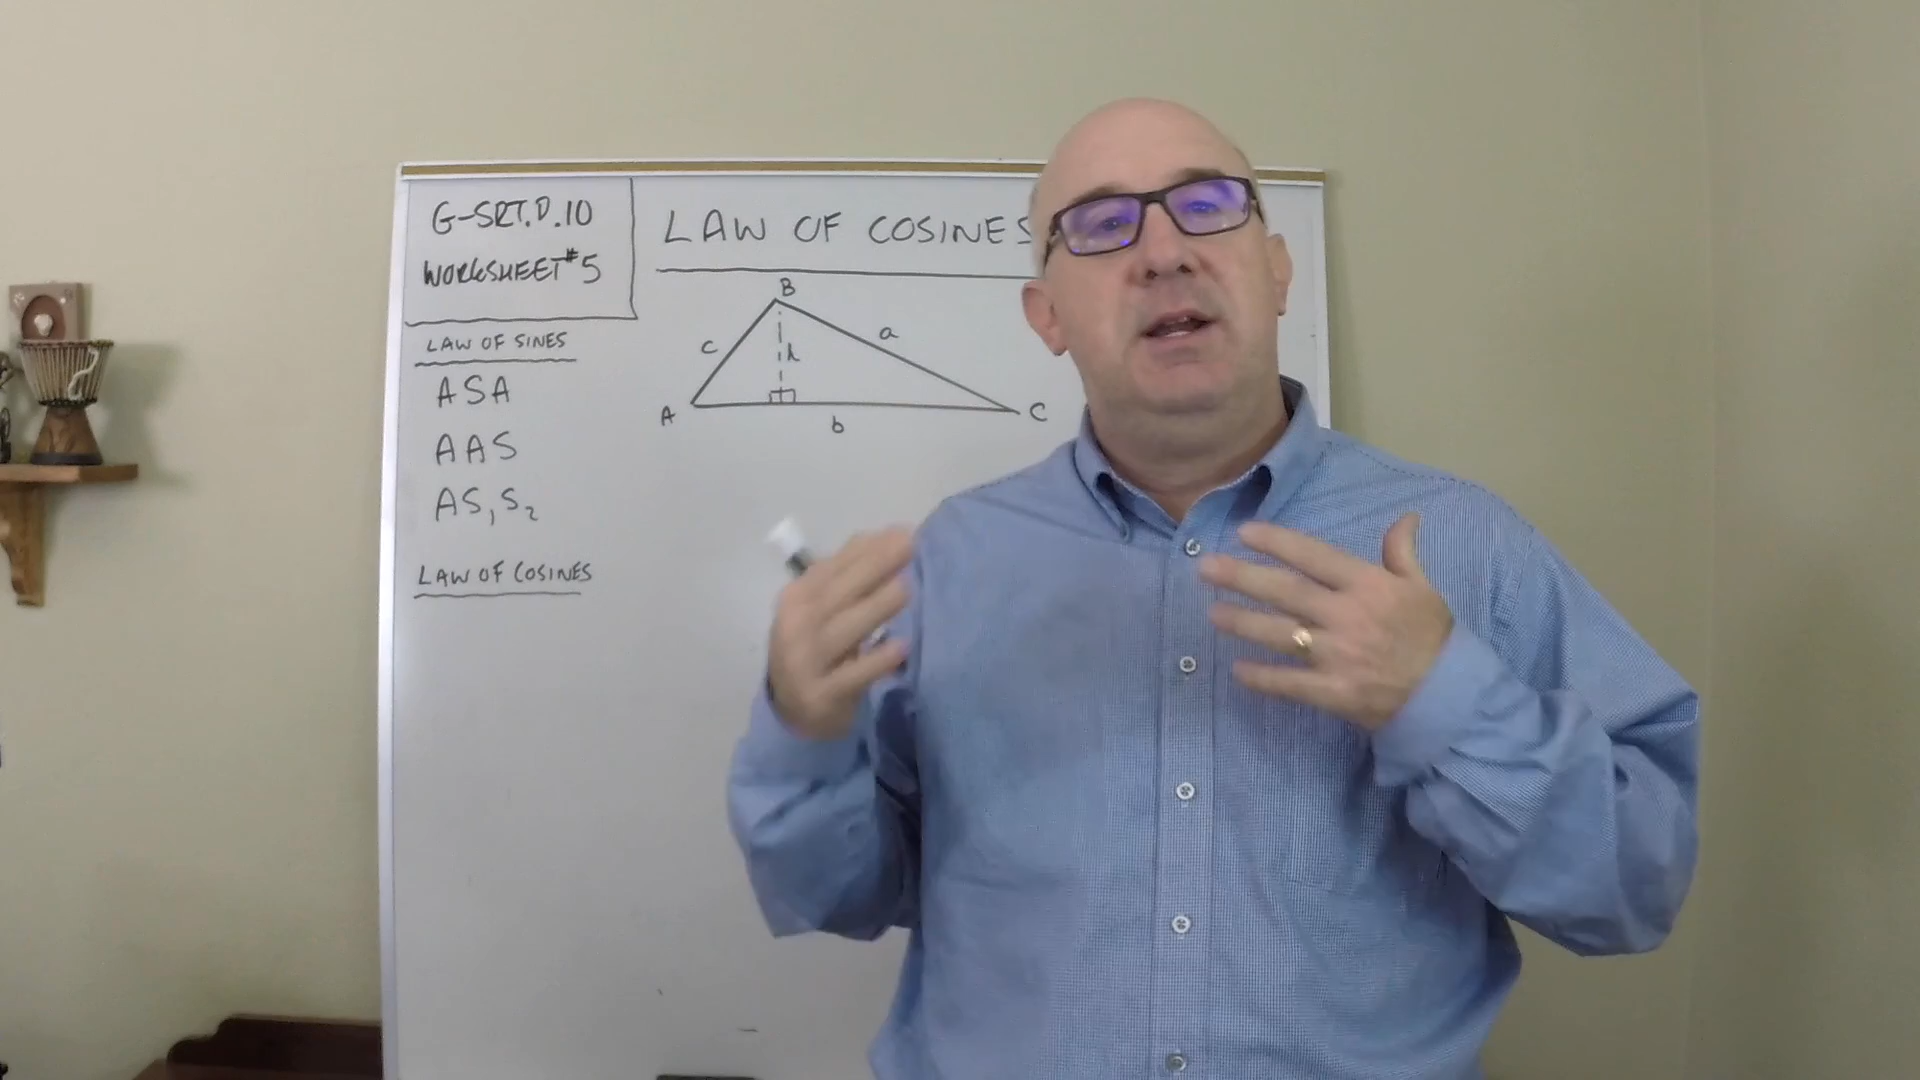 G-SRT.D.10
WORKSHEET #5
LAW OF SINES
ASA
AAS
AS₁S₂
LAW OF COSINES
LAW OF COSINES
B
c
a
h
A
b
C